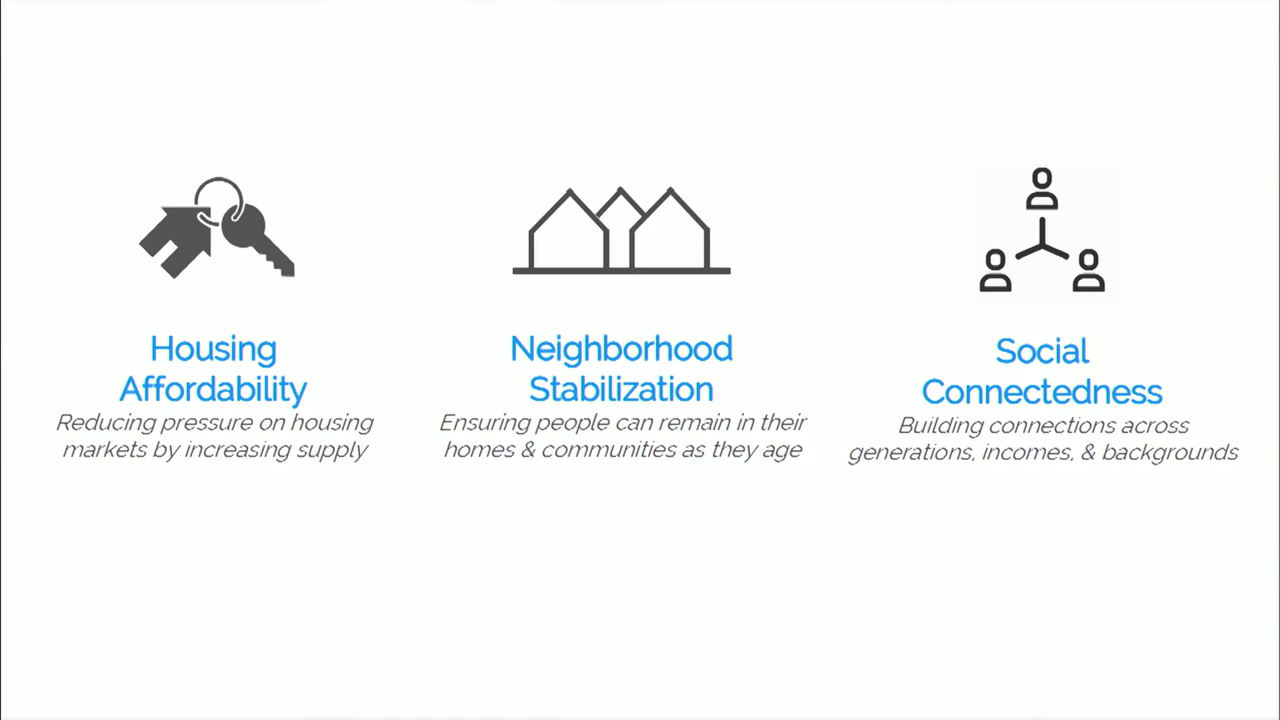 Housing
Affordability
Reducing pressure on housing
markets by increasing supply
Neighborhood
Stabilization
Ensuring people can remain in their
homes & communities as they age
Social
Connectedness
Building connections across
generations, incomes, & backgrounds